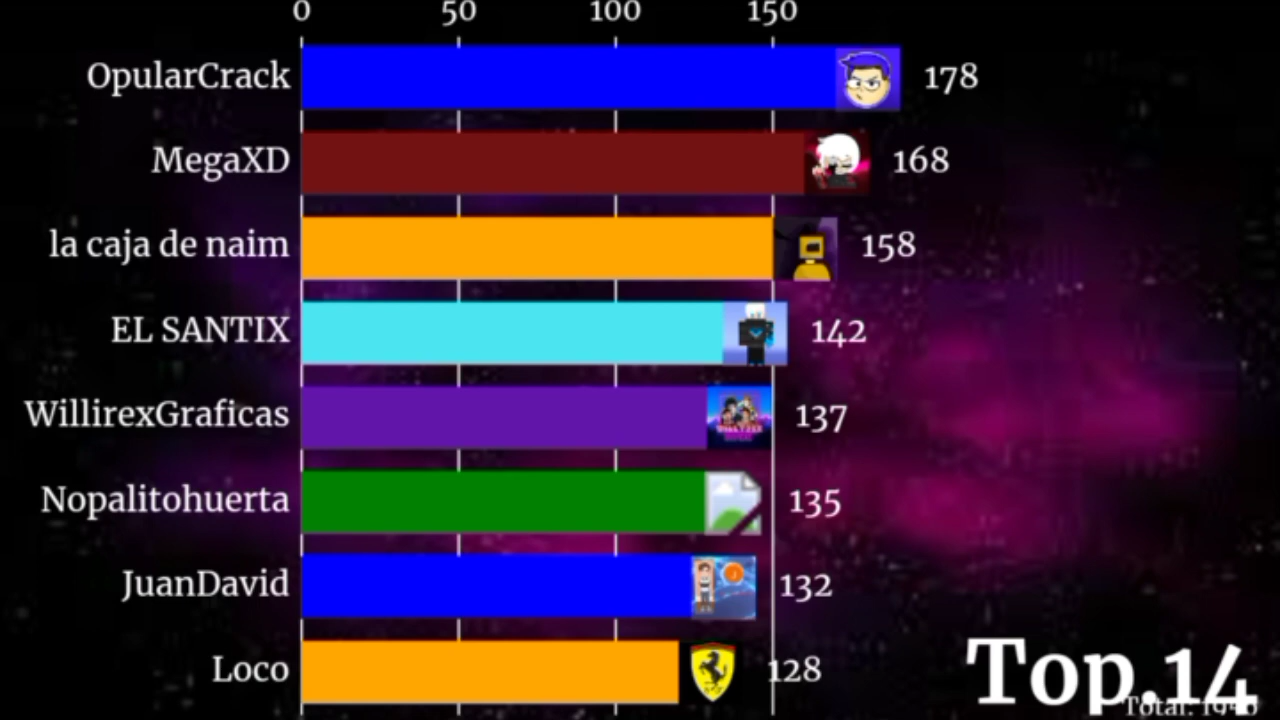 0 50 100 150
OpularCrack 178
MegaXD 168
la caja de naim 158
EL SANTIX 142
WillirexGraficas 137
Nopalitohuerta 135
JuanDavid 132
Loco 128
Top.14
Total: